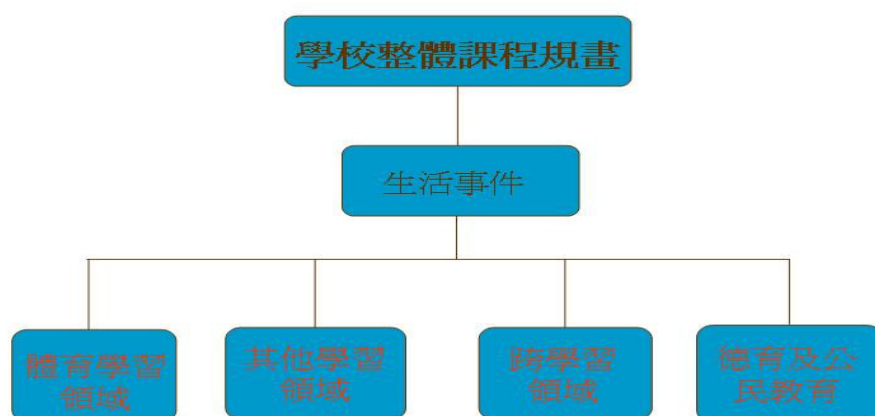 學校整體課程規畫
生活事件
體育學習
領域
其他學習
領域
跨學習
領域
德育及公
民教育